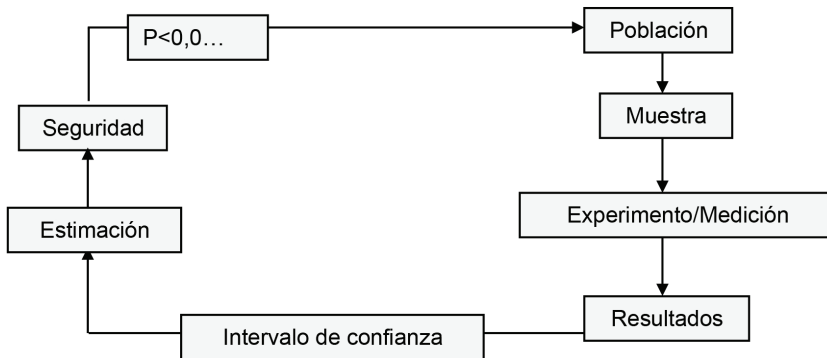 P<0,0…
Población
Seguridad
Muestra
Estimación
Experimento/Medición
Intervalo de confianza
Resultados